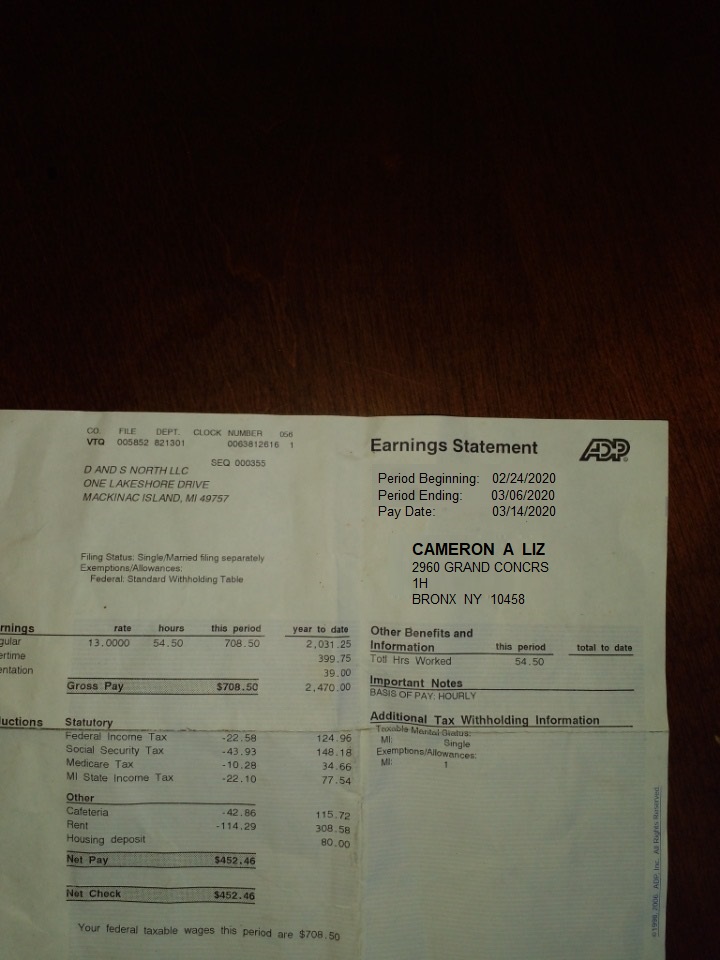 CO. FILE DEPT. CLOCK NUMBER 056
VTQ 005852 821301 0063812616 1
SEQ 000355
D AND S NORTH LLC
ONE LAKESHORE DRIVE
MACKINAC ISLAND, MI 49757
Earnings Statement ADP
Period Beginning: 02/24/2020
Period Ending: 03/06/2020
Pay Date: 03/14/2020
Filing Status: Single/Married filing separately
Exemptions/Allowances:
Federal: Standard Withholding Table
CAMERON A LIZ
2960 GRAND CONCRS
1H
BRONX NY 10458
rnings rate hours this period year to date
gular 13.0000 54.50 708.50 2,031.25
ertime 399.75
entation 39.00
Gross Pay $708.50 2,470.00
uctions Statutory
Federal Income Tax -22.58 124.96
Social Security Tax -43.93 148.18
Medicare Tax -10.28 34.66
MI State Income Tax -22.10 77.54
Other
Cafeteria -42.86 115.72
Rent -114.29 308.58
Housing deposit 80.00
Net Pay $452.46
Net Check $452.46
Your federal taxable wages this period are $708.50
Other Benefits and
Information this period total to date
Totl Hrs Worked 54.50
Important Notes
BASIS OF PAY: HOURLY
Additional Tax Withholding Information
Taxable Marital Status:
MI: Single
Exemptions/Allowances:
MI: 1
©1998, 2006, ADP, Inc. All Rights Reserved.